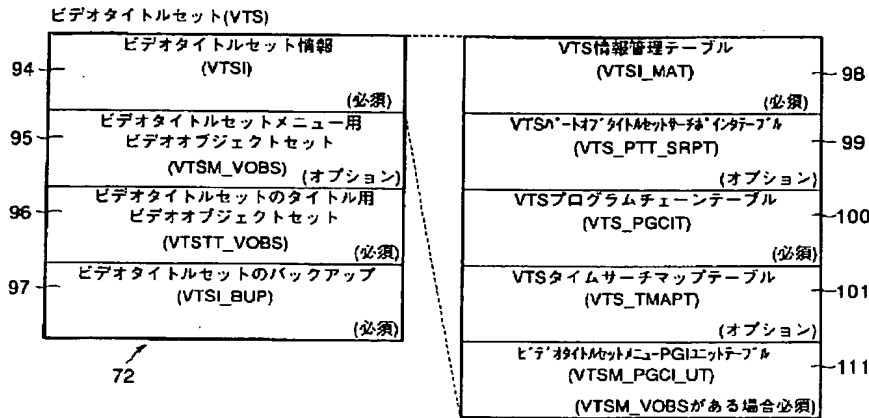 ビデオタイトルセット(VTS)
94
ビデオタイトルセット情報
(VTSI)
(必須)
95
ビデオタイトルセットメニュー用
ビデオオブジェクトセット
(VTSM_VOBS)
(オプション)
96
ビデオタイトルセットのタイトル用
ビデオオブジェクトセット
(VTSTT_VOBS)
(必須)
97
ビデオタイトルセットのバックアップ
(VTSI_BUP)
(必須)
72
VTS情報管理テーブル
(VTSI_MAT)
(必須)
98
VTSパートオブタイトルセットサーチポインタテーブル
(VTS_PTT_SRPT)
(オプション)
99
VTSプログラムチェーンテーブル
(VTS_PGCIT)
(必須)
100
VTSタイムサーチマップテーブル
(VTS_TMAPT)
(オプション)
101
ビデオタイトルセットメニューPGIユニットテーブル
(VTSM_PGCI_UT)
(VTSM_VOBSがある場合必須)
111